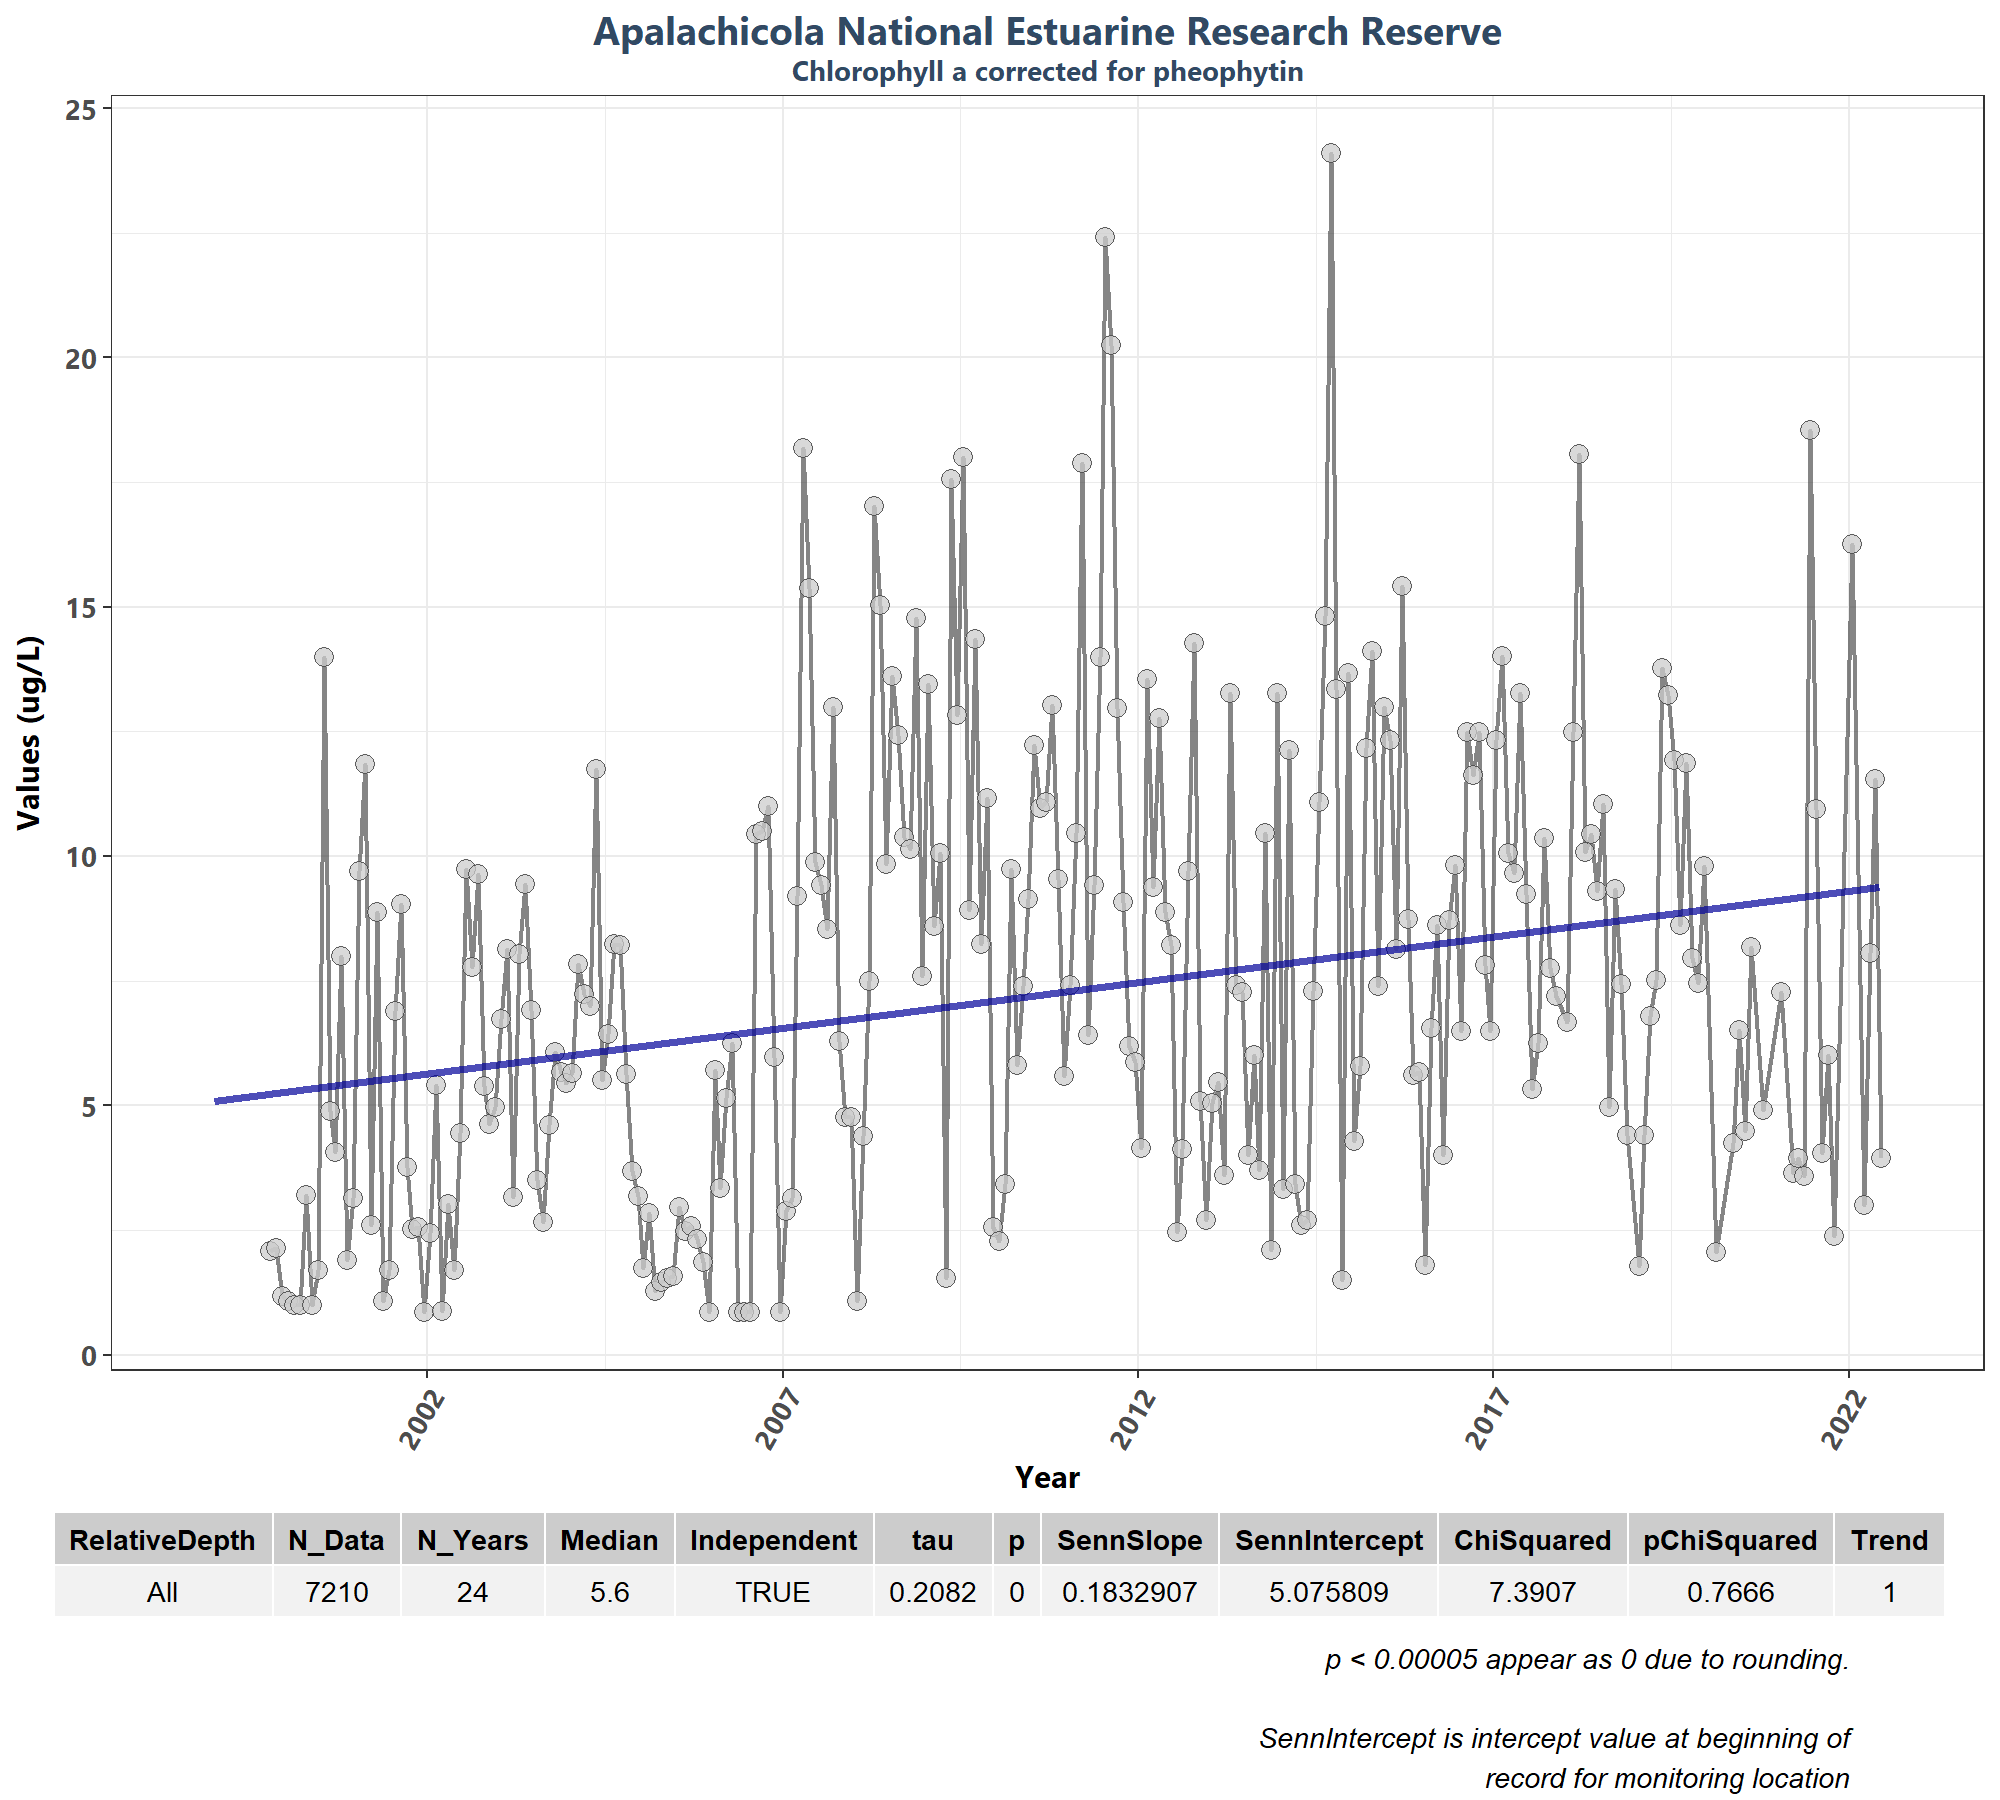 Apalachicola National Estuarine Research Reserve
Chlorophyll a corrected for pheophytin
25
20
15
10
5
0
Values (ug/L)
2002
2007
2012
2017
2022
Year
RelativeDepth N_Data N_Years Median Independent tau p SennSlope SennIntercept ChiSquared pChiSquared Trend
All 7210 24 5.6 TRUE 0.2082 0 0.1832907 5.075809 7.3907 0.7666 1
p < 0.00005 appear as 0 due to rounding.
SennIntercept is intercept value at beginning of
record for monitoring location